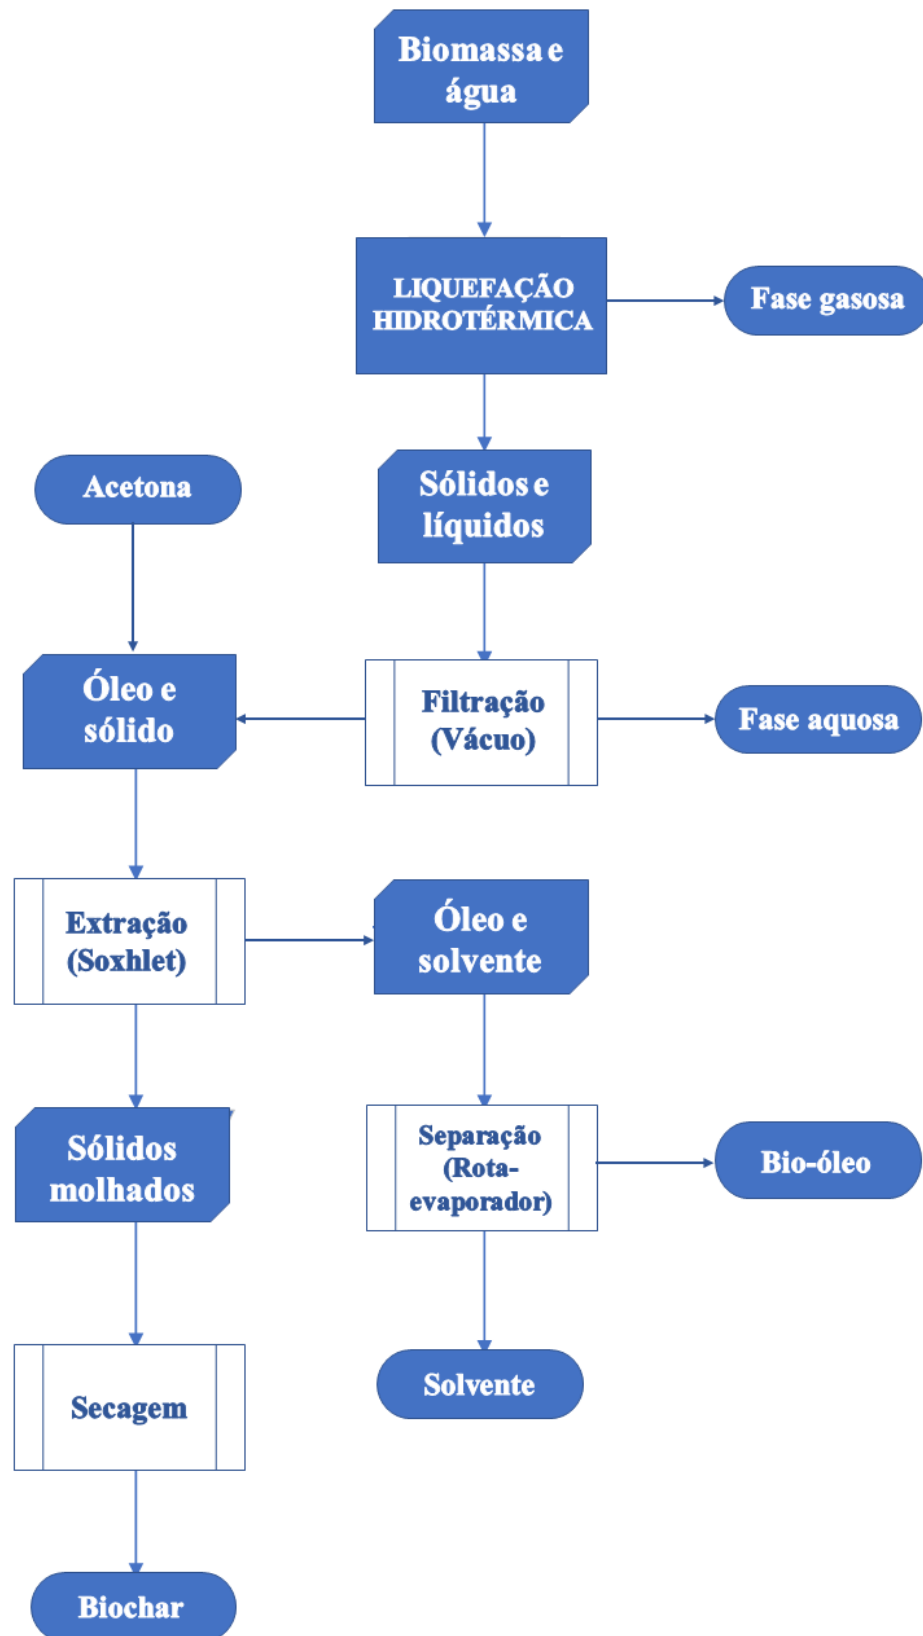 Biomassa e
água
LIQUEFAÇÃO
HIDROTÉRMICA
Fase gasosa
Acetona
Sólidos e
líquidos
Óleo e
sólido
Filtração
(Vácuo)
Fase aquosa
Extração
(Soxhlet)
Óleo e
solvente
Sólidos
molhados
Separação
(Rota-
evaporador)
Bio-óleo
Solvente
Secagem
Biochar